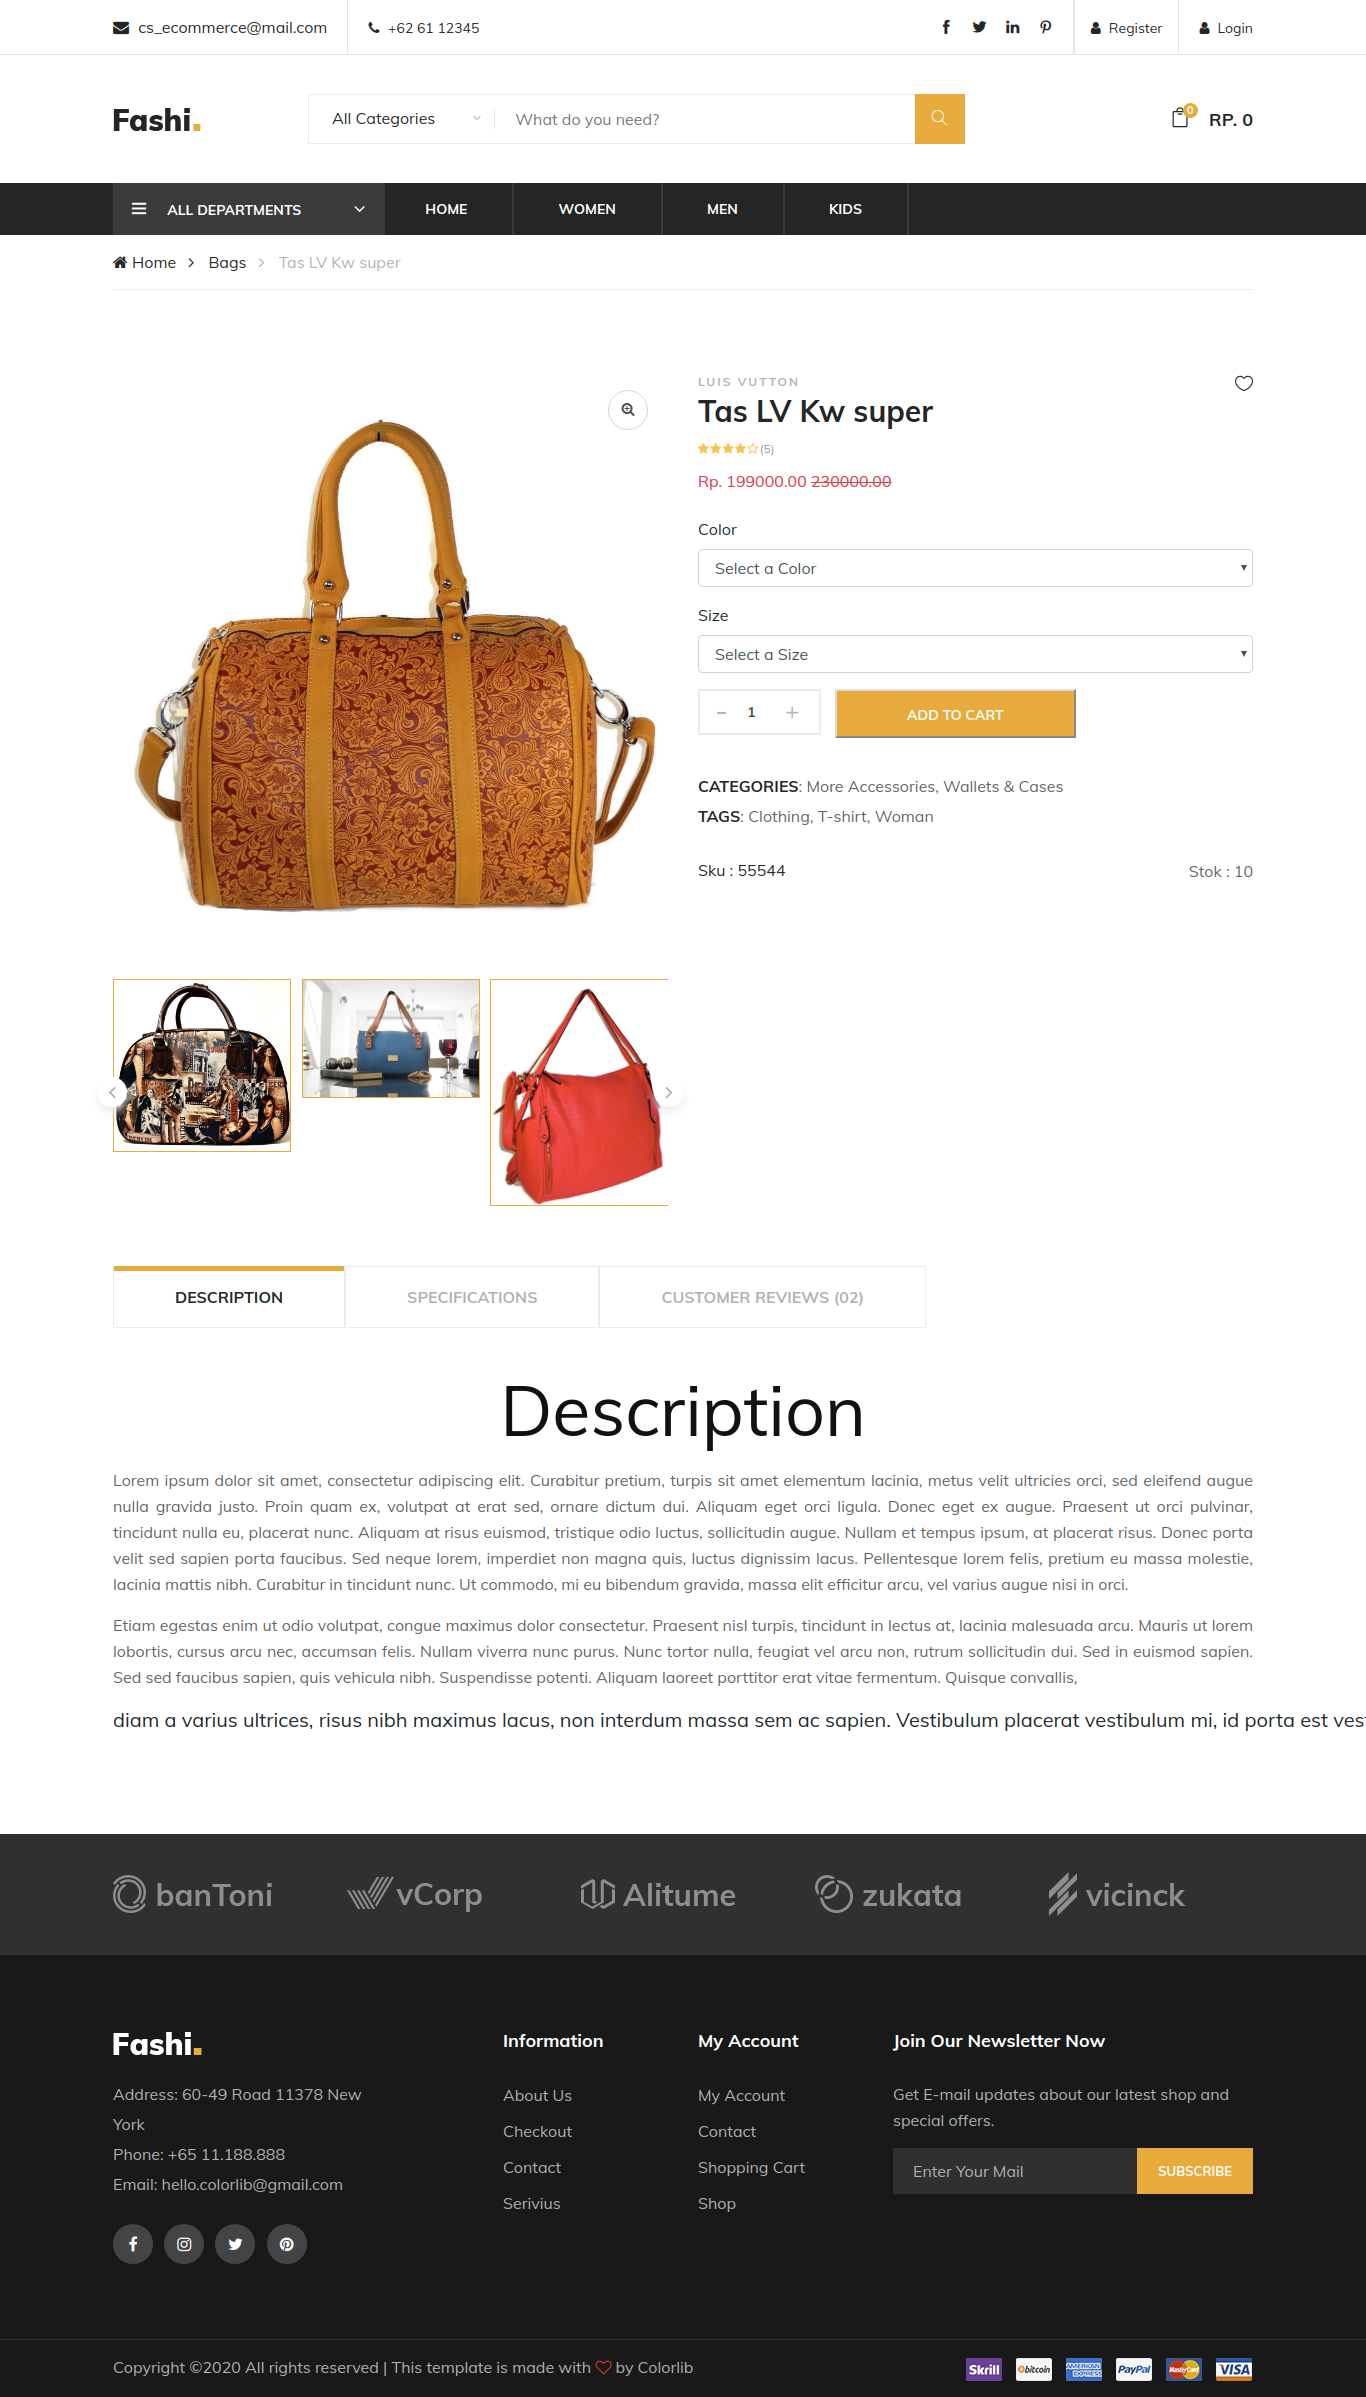 cs_ecommerce@mail.com
+62 61 12345
Register
Login
Fashi.
All Categories
What do you need?
0
RP. 0
ALL DEPARTMENTS
HOME
WOMEN
MEN
KIDS
Home
Bags
Tas LV Kw super
LUIS VUTTON
Tas LV Kw super
(5)
Rp. 199000.00 230000.00
Color
Select a Color
Size
Select a Size
- 1 +
ADD TO CART
CATEGORIES: More Accessories, Wallets & Cases
TAGS: Clothing, T-shirt, Woman
Sku : 55544
Stok : 10
DESCRIPTION
SPECIFICATIONS
CUSTOMER REVIEWS (02)
Description
Lorem ipsum dolor sit amet, consectetur adipiscing elit. Curabitur pretium, turpis sit amet elementum lacinia, metus velit ultricies orci, sed eleifend augue
nulla gravida justo. Proin quam ex, volutpat at erat sed, ornare dictum dui. Aliquam eget orci ligula. Donec eget ex augue. Praesent ut orci pulvinar,
tincidunt nulla eu, placerat nunc. Aliquam at risus euismod, tristique odio luctus, sollicitudin augue. Nullam et tempus ipsum, at placerat risus. Donec porta
velit sed sapien porta faucibus. Sed neque lorem, imperdiet non magna quis, luctus dignissim lacus. Pellentesque lorem felis, pretium eu massa molestie,
lacinia mattis nibh. Curabitur in tincidunt nunc. Ut commodo, mi eu bibendum gravida, massa elit efficitur arcu, vel varius augue nisi in orci.
Etiam egestas enim ut odio volutpat, congue maximus dolor consectetur. Praesent nisl turpis, tincidunt in lectus at, lacinia malesuada arcu. Mauris ut lorem
lobortis, cursus arcu nec, accumsan felis. Nullam viverra nunc purus. Nunc tortor nulla, feugiat vel arcu non, rutrum sollicitudin dui. Sed in euismod sapien.
Sed sed faucibus sapien, quis vehicula nibh. Suspendisse potenti. Aliquam laoreet porttitor erat vitae fermentum. Quisque convallis,
diam a varius ultrices, risus nibh maximus lacus, non interdum massa sem ac sapien. Vestibulum placerat vestibulum mi, id porta est vest
banToni
vCorp
Alitume
zukata
vicinck
Fashi.
Address: 60-49 Road 11378 New
York
Phone: +65 11.188.888
Email: hello.colorlib@gmail.com
Information
About Us
Checkout
Contact
Serivius
My Account
My Account
Contact
Shopping Cart
Shop
Join Our Newsletter Now
Get E-mail updates about our latest shop and
special offers.
Enter Your Mail
SUBSCRIBE
Copyright ©2020 All rights reserved | This template is made with
by Colorlib
Skrill
bitcoin
AMERICAN EXPRESS
PayPal
MasterCard
VISA